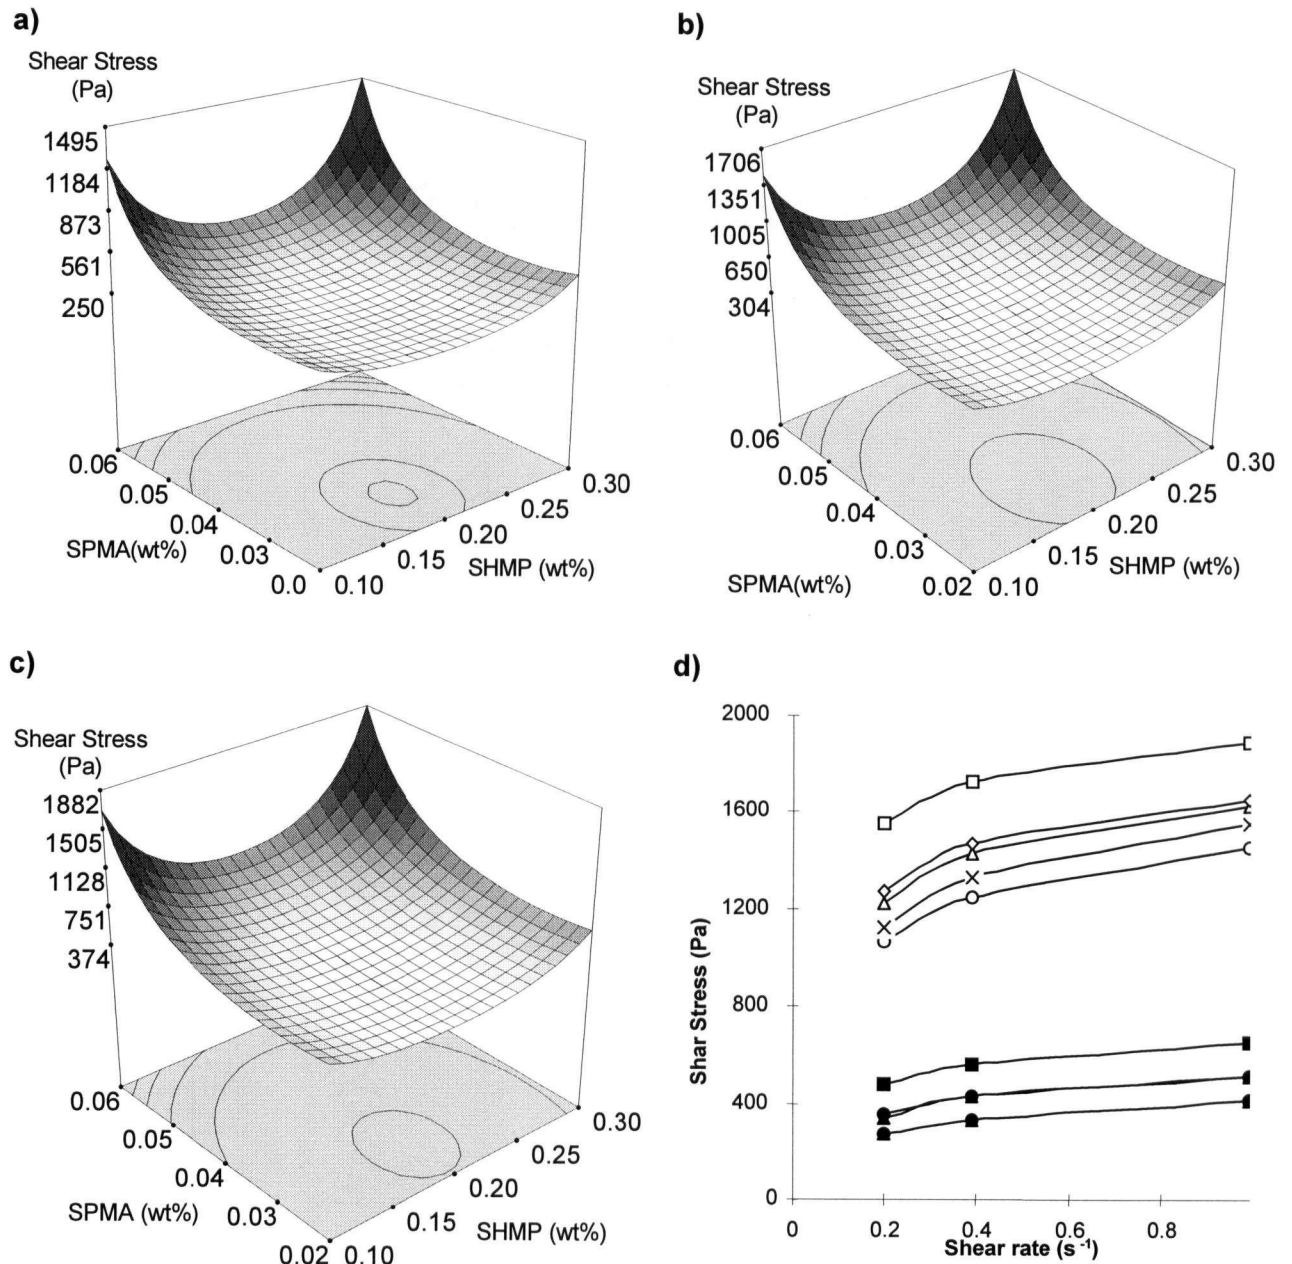 a)
Shear Stress
(Pa)
1495
1184
873
561
250
0.06
0.05
0.04
0.03
0.0
SPMA(wt%)
0.10
0.15
0.20
0.25
0.30
SHMP (wt%)
b)
Shear Stress
(Pa)
1706
1351
1005
650
304
0.06
0.05
0.04
0.03
0.02
SPMA(wt%)
0.10
0.15
0.20
0.25
0.30
SHMP (wt%)
c)
Shear Stress
(Pa)
1882
1505
1128
751
374
0.06
0.05
0.04
0.03
0.02
SPMA (wt%)
0.10
0.15
0.20
0.25
0.30
SHMP (wt%)
d)
2000
1600
1200
800
400
0
Shar Stress (Pa)
0 0.2 0.4 0.6 0.8
Shear rate (s⁻¹)